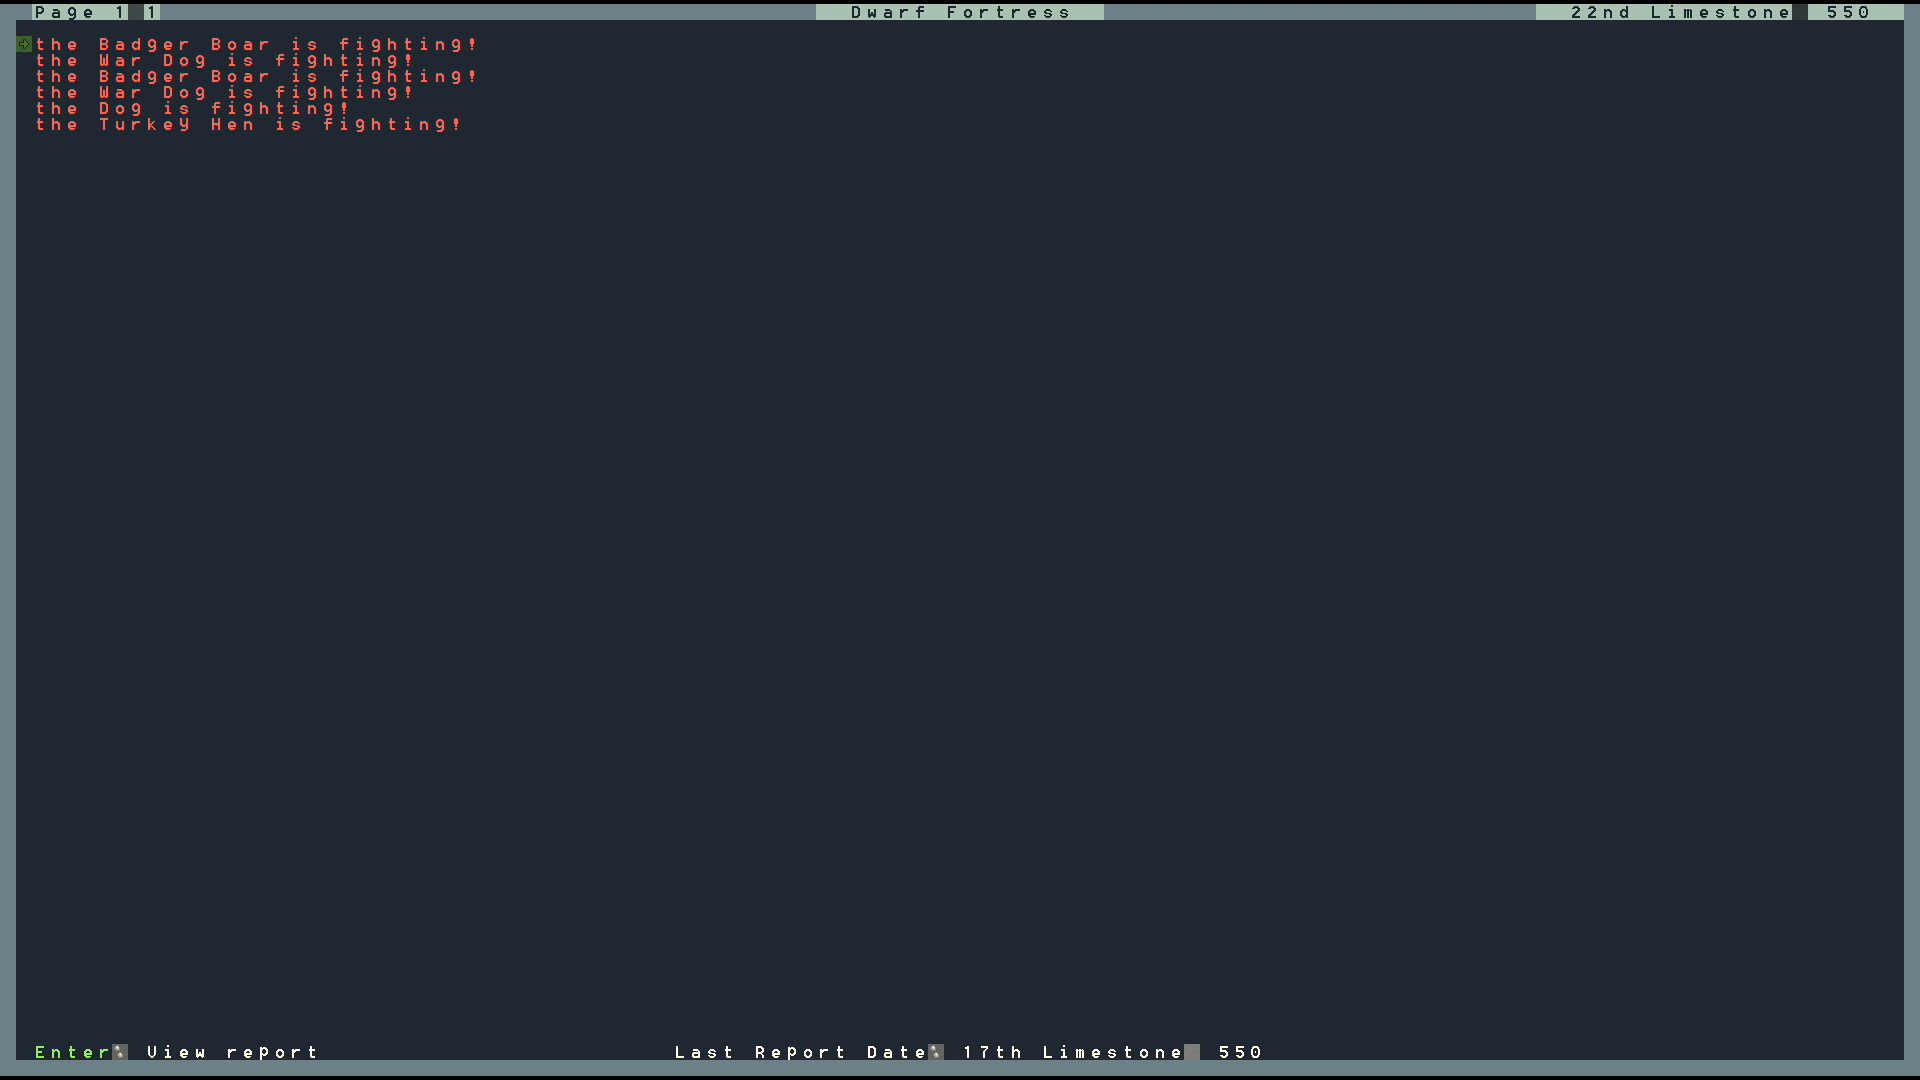 Page 1 1
Dwarf Fortress
22nd Limestone 550
the Badger Boar is fighting!
the War Dog is fighting!
the Badger Boar is fighting!
the War Dog is fighting!
the Dog is fighting!
the Turkey Hen is fighting!
Enter: View report
Last Report Date: 17th Limestone 550